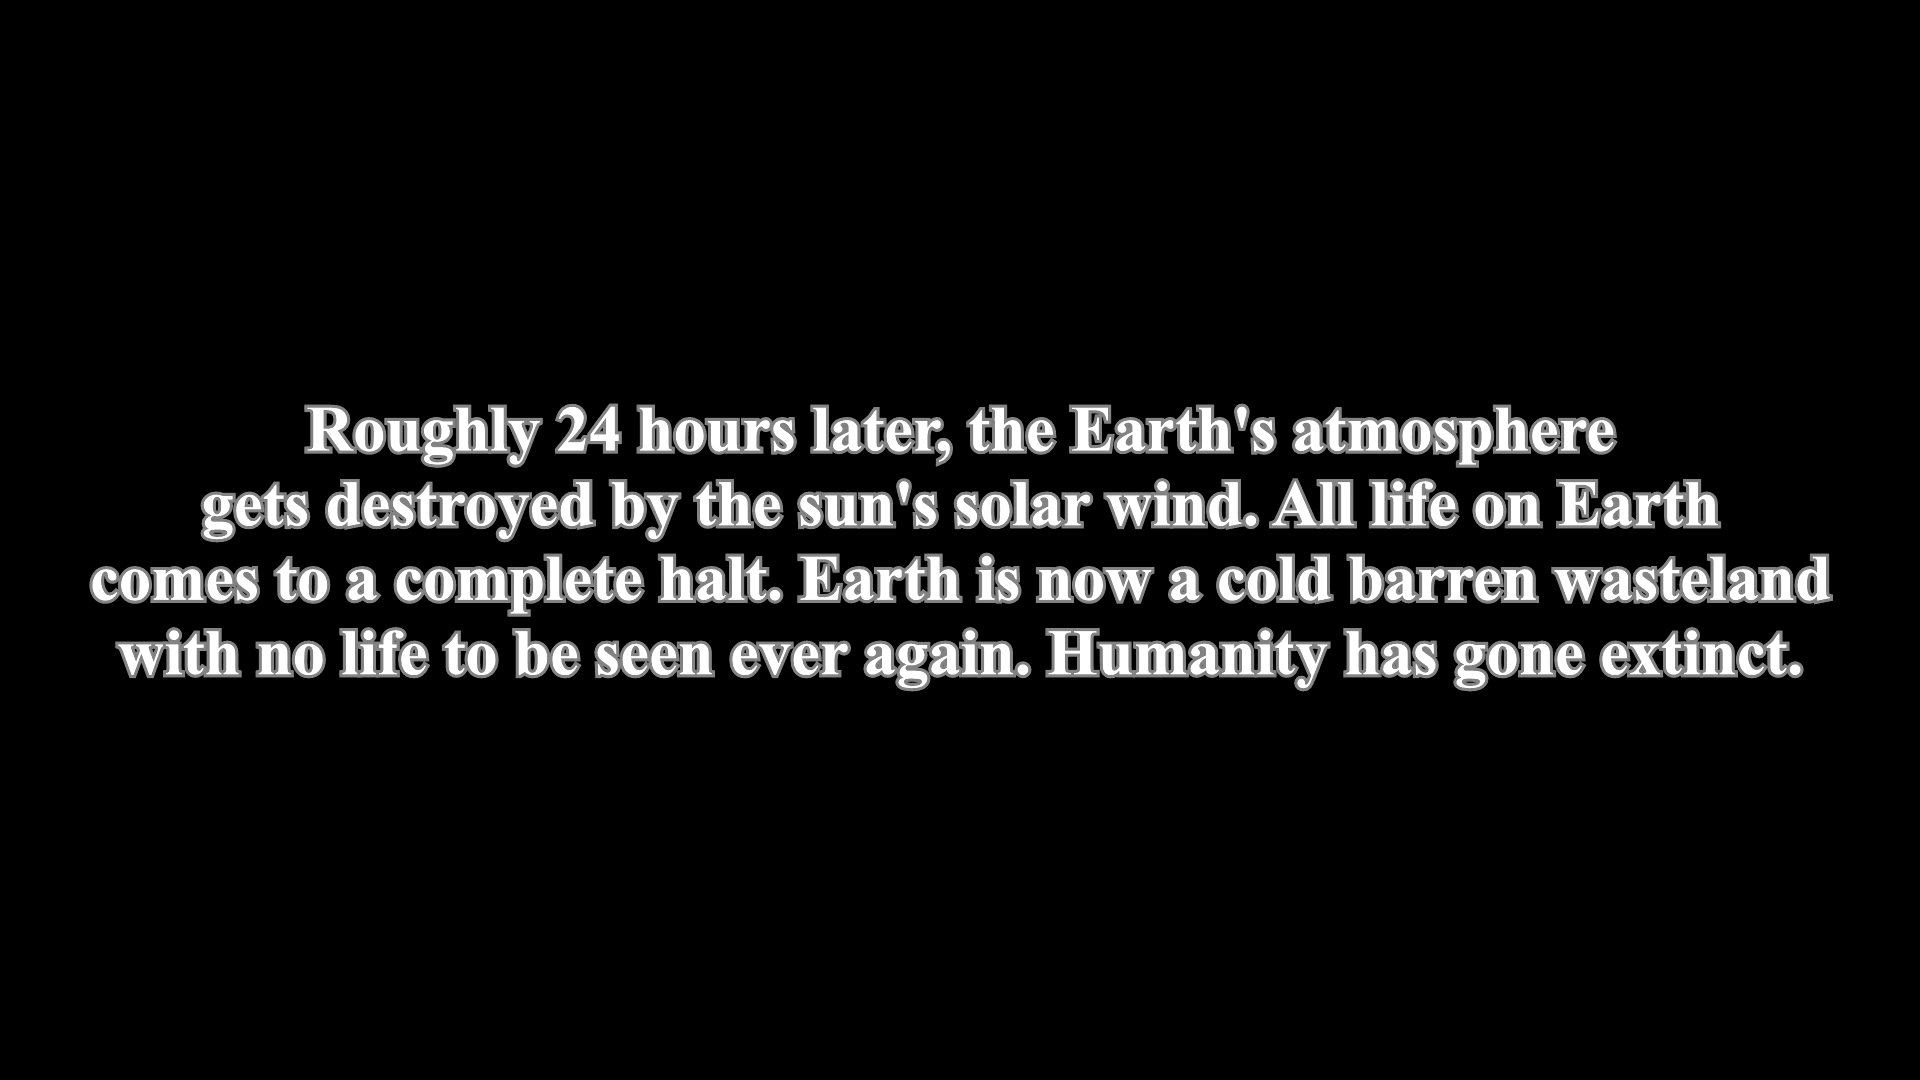 Roughly 24 hours later, the Earth's atmosphere
gets destroyed by the sun's solar wind. All life on Earth
comes to a complete halt. Earth is now a cold barren wasteland
with no life to be seen ever again. Humanity has gone extinct.